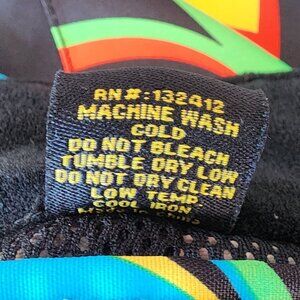 RN#:132412
MACHINE WASH
COLD
DO NOT BLEACH
TUMBLE DRY LOW
DO NOT DRY CLEAN
LOW TEMP
COOL IRON